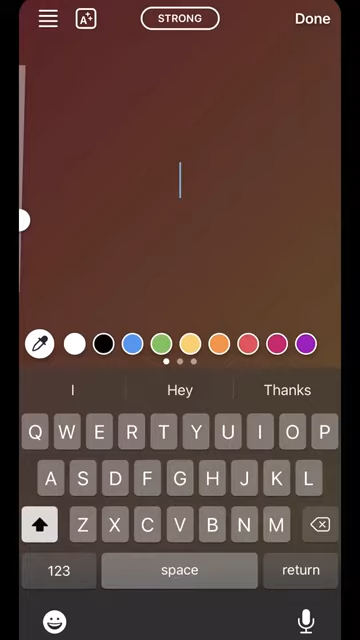 STRONG
Done
I
Hey
Thanks
Q W E R T Y U I O P
A S D F G H J K L
Z X C V B N M
123
space
return